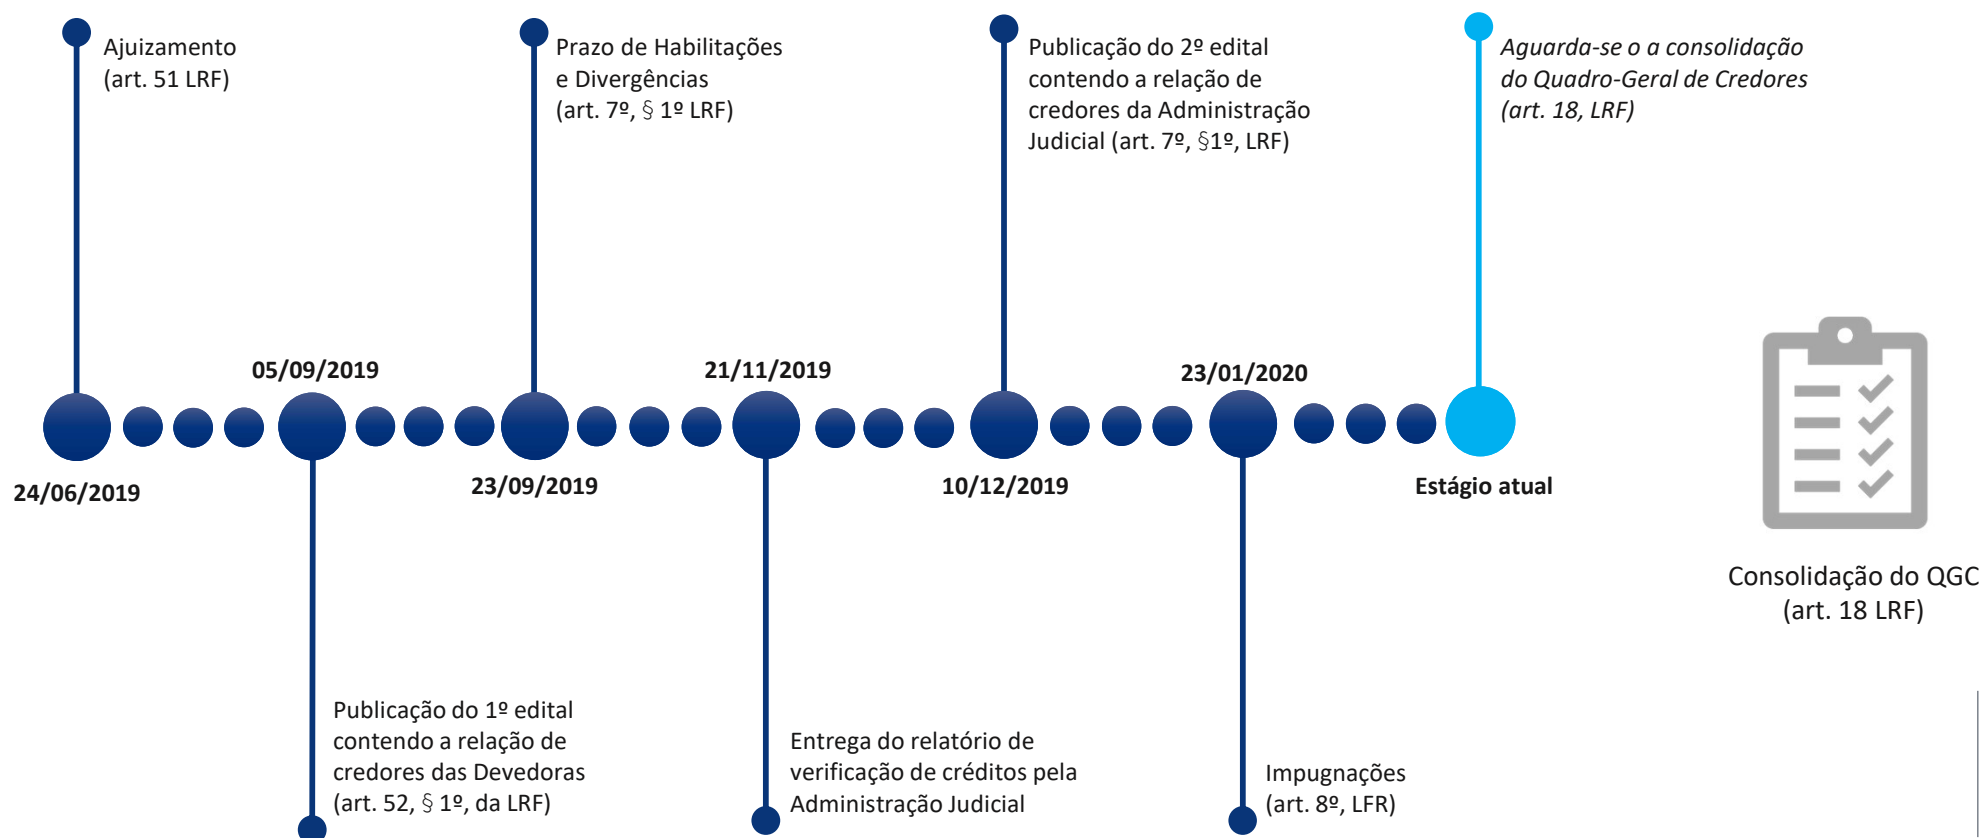 Ajuizamento
(art. 51 LRF)
Prazo de Habilitações
e Divergências
(art. 7º, § 1º LRF)
Publicação do 2º edital
contendo a relação de
credores da Administração
Judicial (art. 7º, §1º, LRF)
Aguarda-se o a consolidação
do Quadro-Geral de Credores
(art. 18, LRF)
05/09/2019
21/11/2019
23/01/2020
24/06/2019
23/09/2019
10/12/2019
Estágio atual
Consolidação do QGC
(art. 18 LRF)
Publicação do 1º edital
contendo a relação de
credores das Devedoras
(art. 52, § 1º, da LRF)
Entrega do relatório de
verificação de créditos pela
Administração Judicial
Impugnações
(art. 8º, LFR)